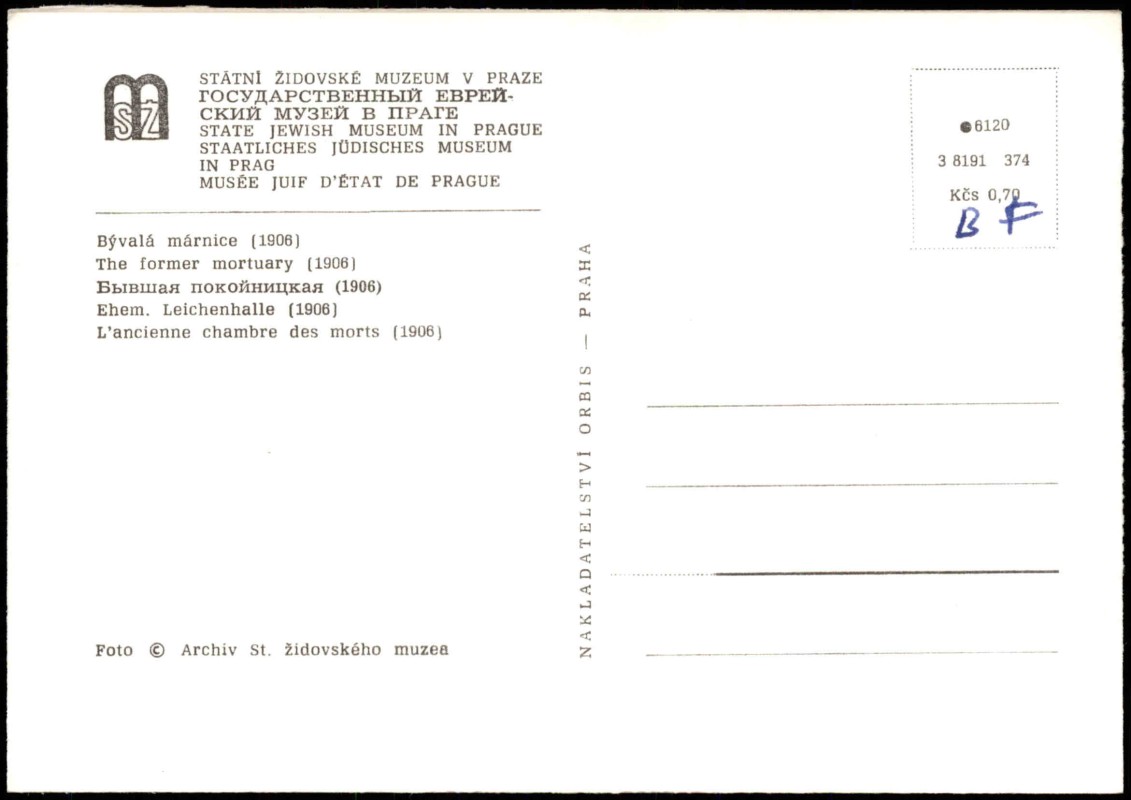 SŽ
STÁTNÍ ŽIDOVSKÉ MUZEUM V PRAZE
ГОСУДАРСТВЕННЫЙ ЕВРЕЙ-
СКИЙ МУЗЕЙ В ПРАГЕ
STATE JEWISH MUSEUM IN PRAGUE
STAATLICHES JÜDISCHES MUSEUM
IN PRAG
MUSÉE JUIF D'ÉTAT DE PRAGUE
Bývalá márnice (1906)
The former mortuary (1906)
Бывшая покойницкая (1906)
Ehem. Leichenhalle (1906)
L'ancienne chambre des morts (1906)
Foto © Archiv St. židovského muzea
NAKLADATELSTVÍ ORBIS — PRAHA
6120
3 8191 374
Kčs 0,70
B F